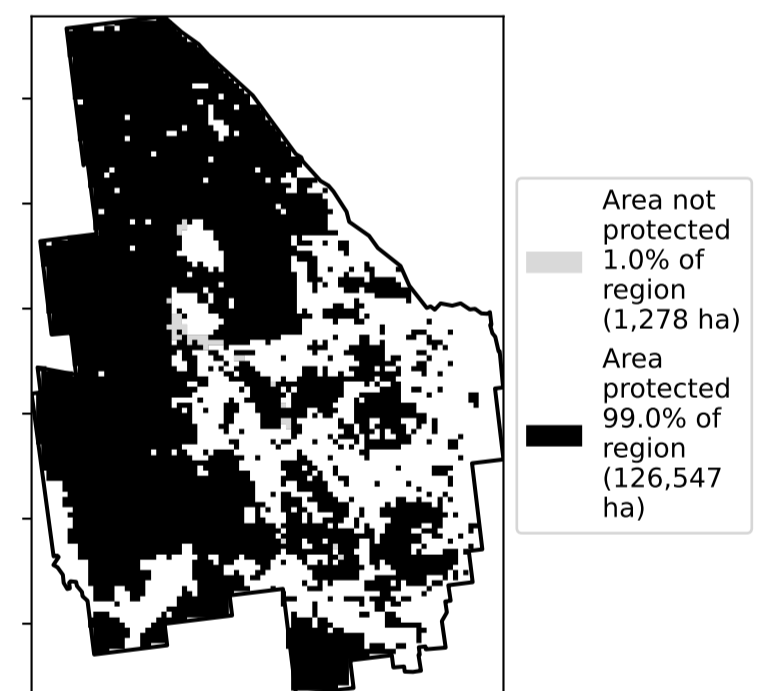 Area not
protected
1.0% of
region
(1,278 ha)
Area
protected
99.0% of
region
(126,547
ha)